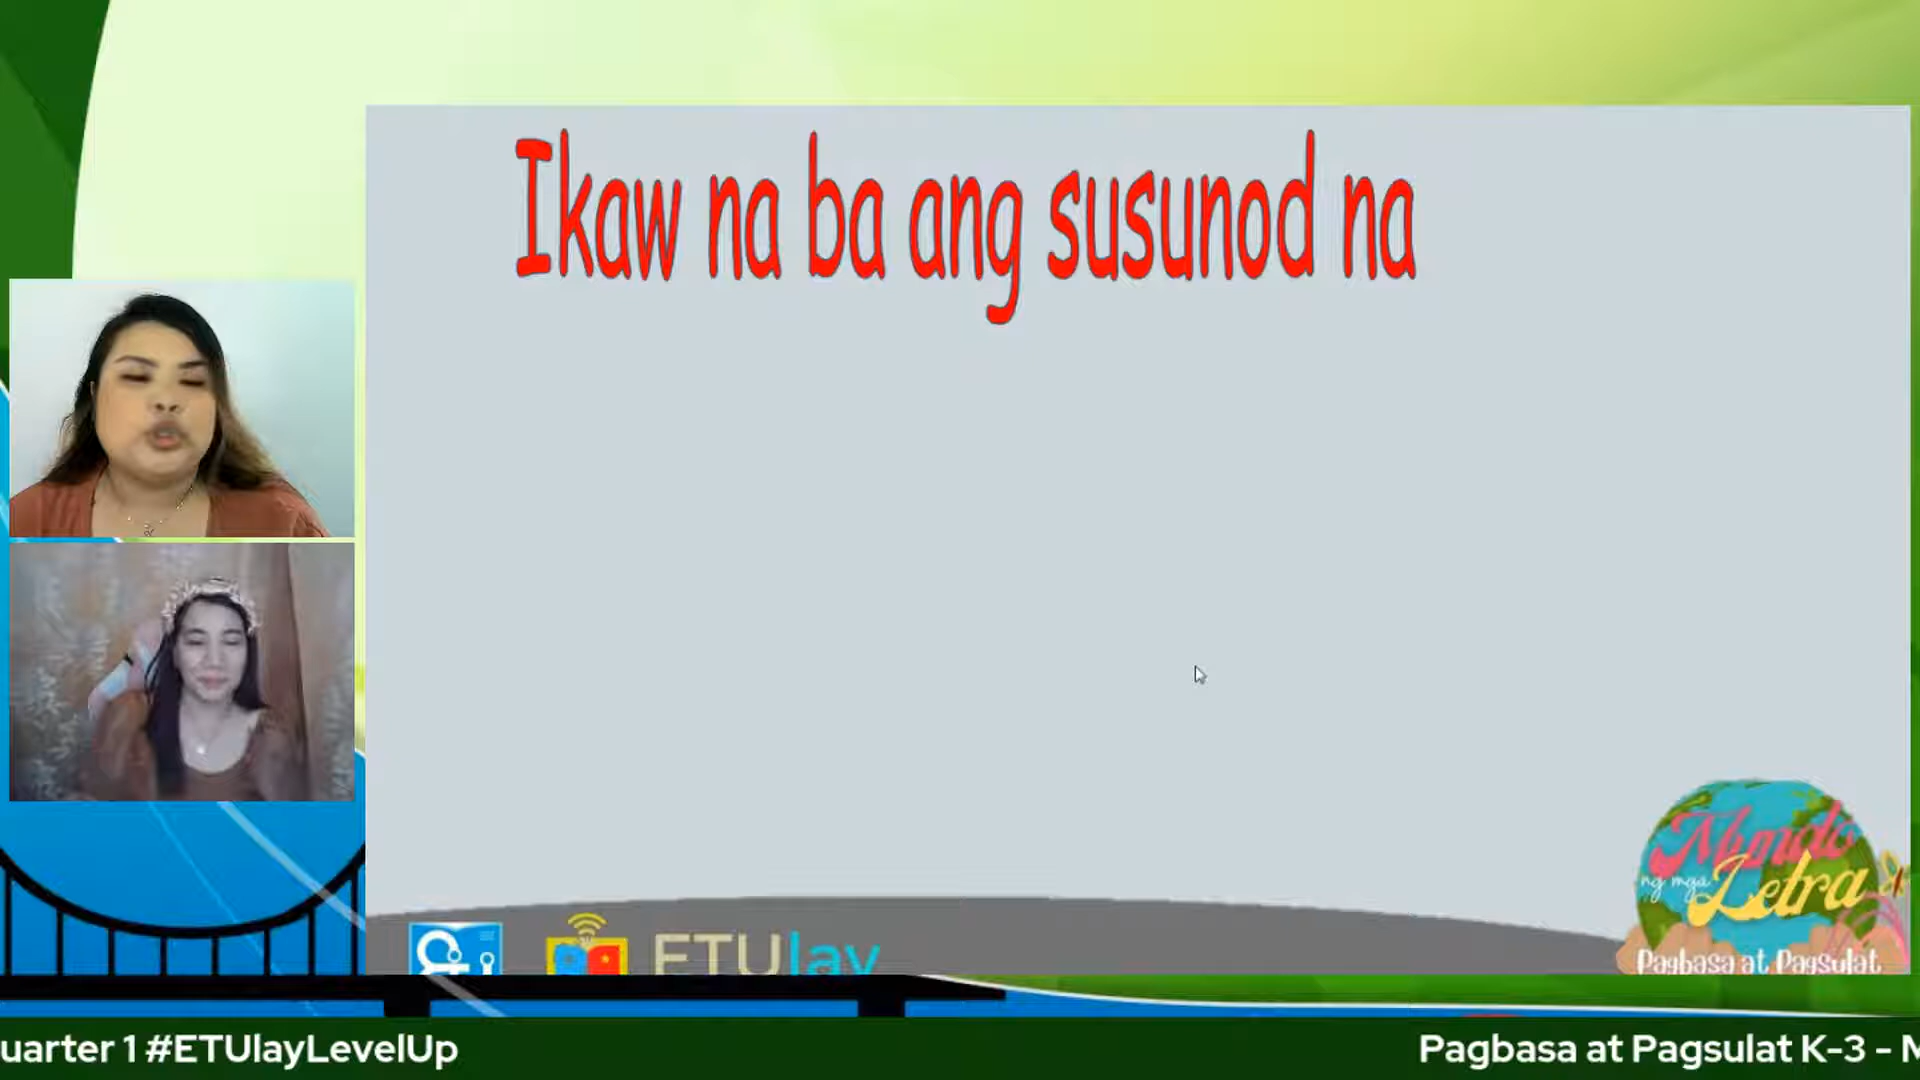 Ikaw na ba ang susunod na
Mundo
ng mga
Letra
Pagbasa at Pagsulat
ETUlay
uarter 1 #ETUlayLevelUp
Pagbasa at Pagsulat K-3 - M